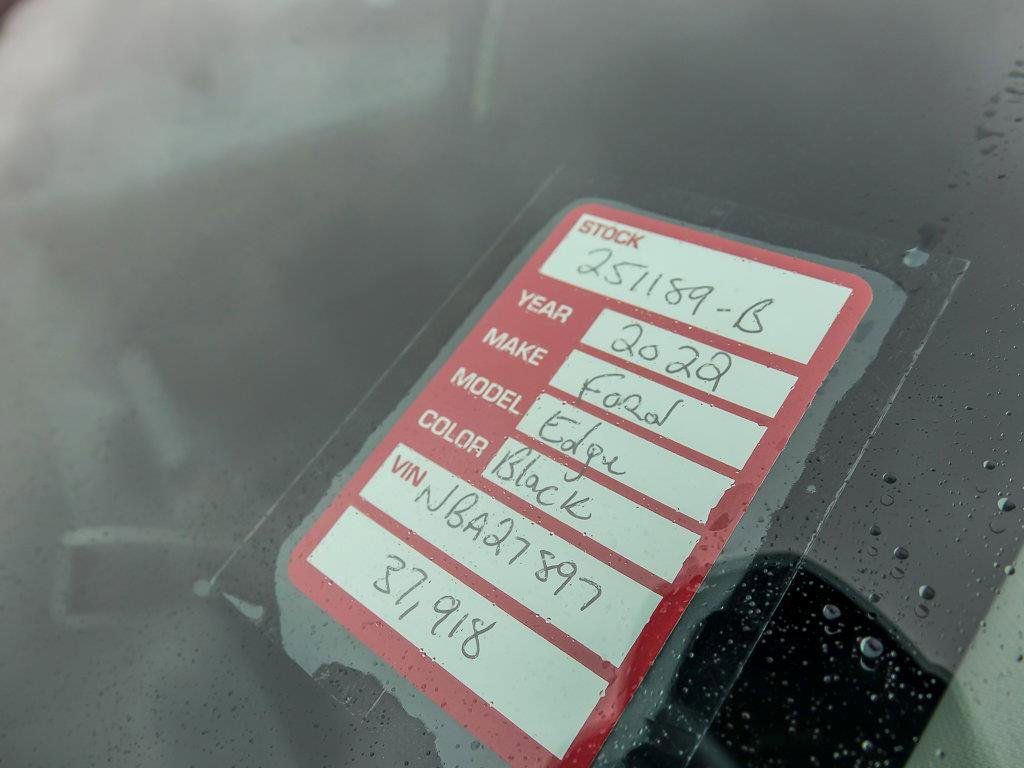 STOCK
251189-B
YEAR 2022
MAKE Ford
MODEL Edge
COLOR Black
VIN NBA27897
37,918